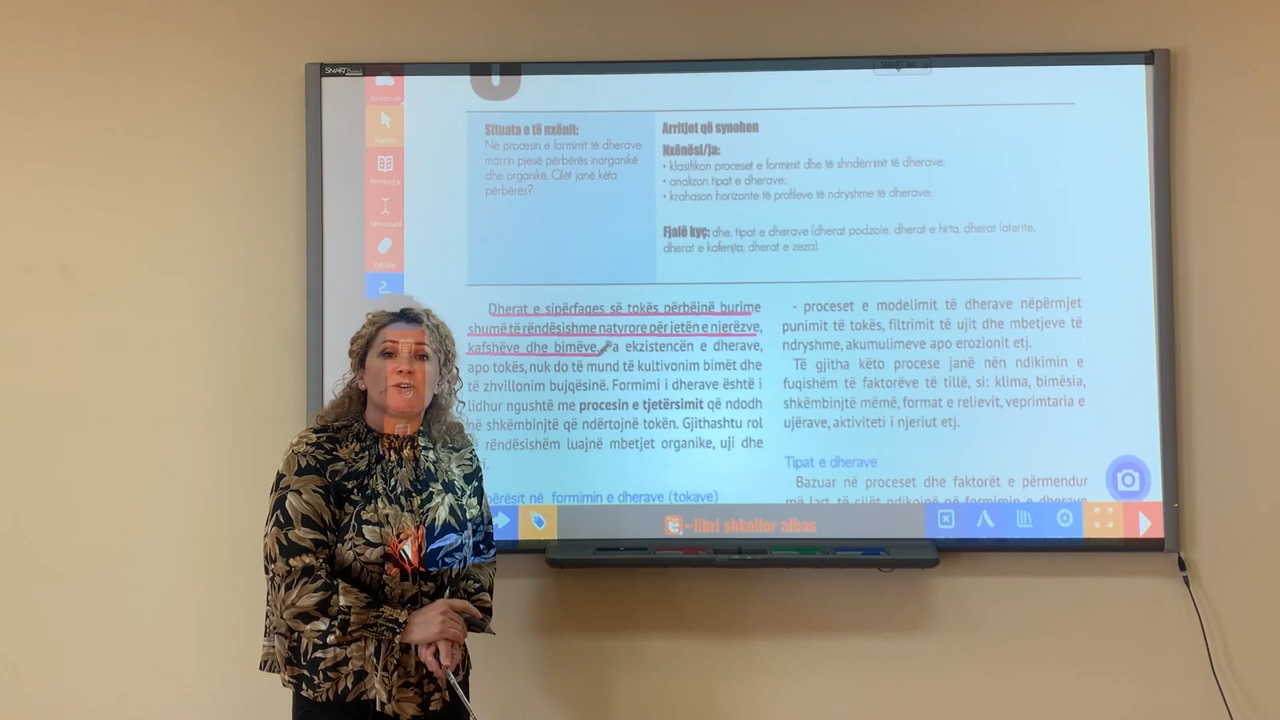 SMART Board
Situata e të nxënit:
Në procesin e formimit të dherave
marrin pjesë përbërës inorganikë
dhe organikë. Cilët janë këta
përbërës?
Arritjet që synohen
Nxënësi/ja:
• klasifikon proceset e formimit dhe të shndërrimit të dherave;
• analizon tipat e dherave;
• krahason horizonte të profileve të ndryshme të dherave;
Fjalë kyç: dhe, tipat e dherave (dherat podzole, dherat e hirta, dherat laterite,
dherat e kafenjta, dherat e zeza).
Dherat e sipërfaqes së tokës përbëjnë burime
shumë të rëndësishme natyrore për jetën e njerëzve,
kafshëve dhe bimëve. Pa ekzistencën e dherave,
apo tokës, nuk do të mund të kultivonim bimët dhe
të zhvillonim bujqësinë. Formimi i dherave është i
lidhur ngushtë me procesin e tjetërsimit që ndodh
në shkëmbinjtë që ndërtojnë tokën. Gjithashtu rol
rëndësishëm luajnë mbetjet organike, uji dhe
në formimin e dherave (tokave)
- proceset e modelimit të dherave nëpërmjet
punimit të tokës, filtrimit të ujit dhe mbetjeve të
ndryshme, akumulimeve apo erozionit etj.
Të gjitha këto procese janë nën ndikimin e
fuqishëm të faktorëve të tillë, si: klima, bimësia,
shkëmbinjtë mëmë, format e relievit, veprimtaria e
ujërave, aktiviteti i njeriut etj.
Tipat e dherave
Bazuar në proceset dhe faktorët e përmendur
më lart, të cilët ndikojnë në formimin e dherave
e-libri shkollor albas